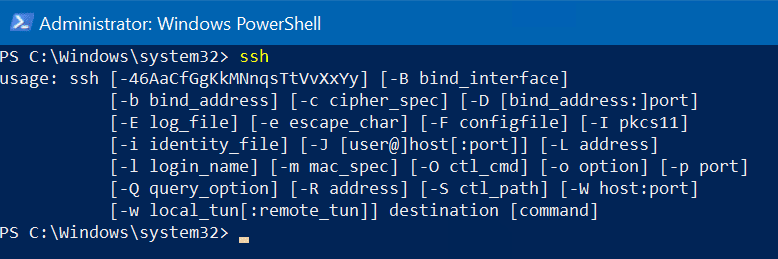 Administrator: Windows PowerShell
PS C:\Windows\system32> ssh
usage: ssh [-46AaCfGgKkMNnqsTtVvXxYy] [-B bind_interface]
           [-b bind_address] [-c cipher_spec] [-D [bind_address:]port]
           [-E log_file] [-e escape_char] [-F configfile] [-I pkcs11]
           [-i identity_file] [-J [user@]host[:port]] [-L address]
           [-l login_name] [-m mac_spec] [-O ctl_cmd] [-o option] [-p port]
           [-Q query_option] [-R address] [-S ctl_path] [-W host:port]
           [-w local_tun[:remote_tun]] destination [command]
PS C:\Windows\system32>